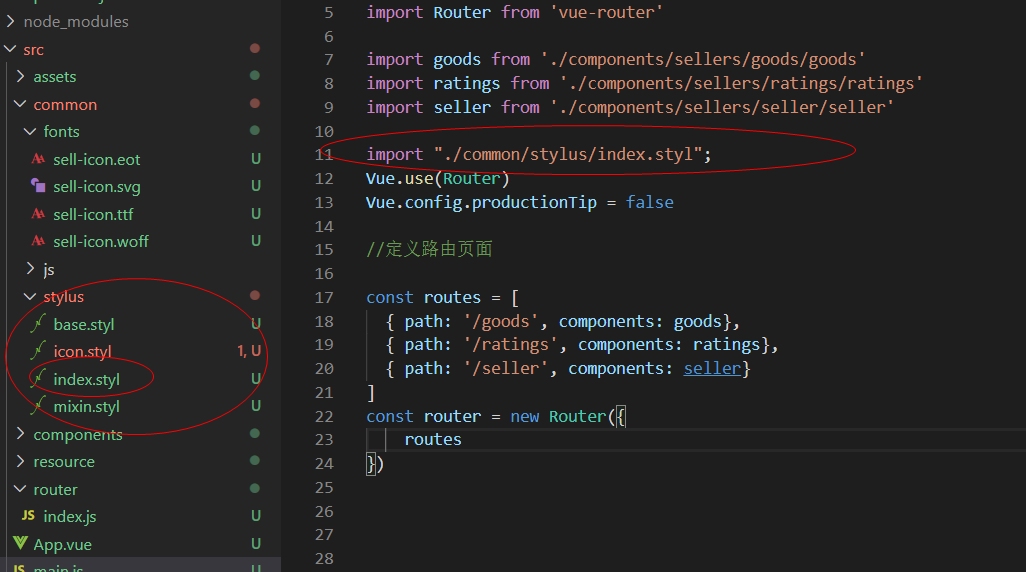 node_modules
src
assets
common
fonts
sell-icon.eot U
sell-icon.svg U
sell-icon.ttf U
sell-icon.woff U
js
stylus
base.styl U
icon.styl 1, U
index.styl U
mixin.styl U
components
resource
router
JS index.js U
App.vue U
JS main.js U
5 import Router from 'vue-router'
6
7 import goods from './components/sellers/goods/goods'
8 import ratings from './components/sellers/ratings/ratings'
9 import seller from './components/sellers/seller/seller'
10
11 import "./common/stylus/index.styl";
12 Vue.use(Router)
13 Vue.config.productionTip = false
14
15 //定义路由页面
16
17 const routes = [
18 { path: '/goods', components: goods},
19 { path: '/ratings', components: ratings},
20 { path: '/seller', components: seller}
21 ]
22 const router = new Router({
23 routes
24 })
25
26
27
28